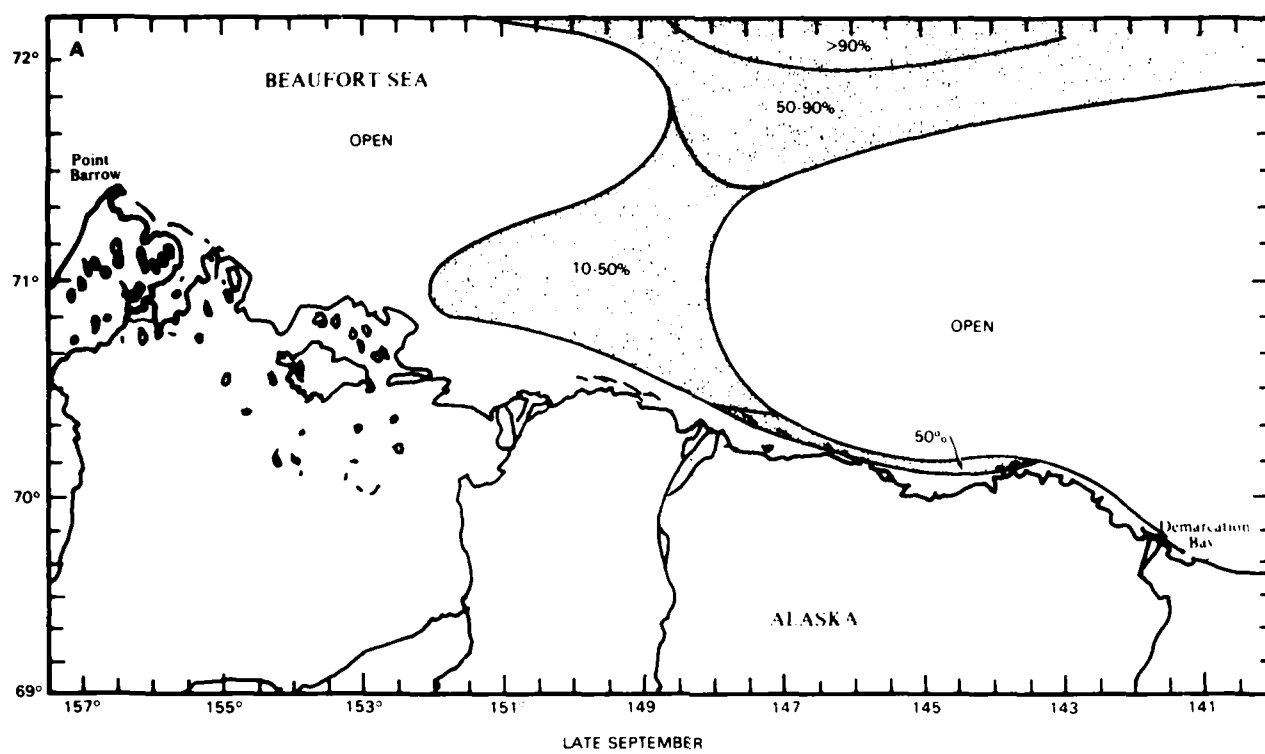 A
72°
>90%
BEAUFORT SEA
50-90%
OPEN
Point
Barrow
71°
10-50%
OPEN
50%
70°
Demarcation
Bay
ALASKA
69°
157° 155° 153° 151 149 147 145 143 141
LATE SEPTEMBER